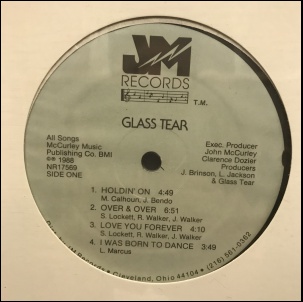 JM
RECORDS
T.M.
GLASS TEAR
All Songs
McCurley Music
Publishing Co. BMI
℗ 1988
NR17569
SIDE ONE
Exec. Producer
John McCurley
Clarence Dozier
Producers
J. Brinson, L. Jackson
& Glass Tear
1. HOLDIN' ON 4:49
M. Calhoun, J. Bendo
2. OVER & OVER 6:51
S. Lockett, R. Walker, J. Walker
3. LOVE YOU FOREVER 4:10
S. Lockett, R. Walker, J. Walker
4. I WAS BORN TO DANCE 3:49
L. Marcus
JM Records • Cleveland, Ohio 44104 • (216) 561-0362